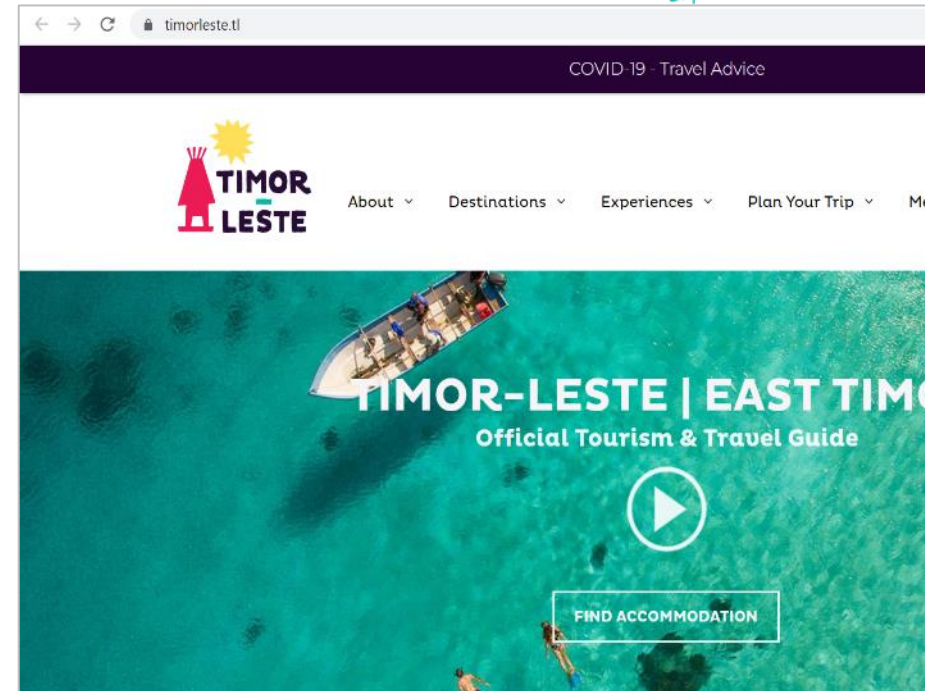 timorleste.tl
COVID-19 - Travel Advice
TIMOR
LESTE
About Destinations Experiences Plan Your Trip
TIMOR-LESTE | EAST
Official Tourism & Travel Guide
FIND ACCOMMODATION